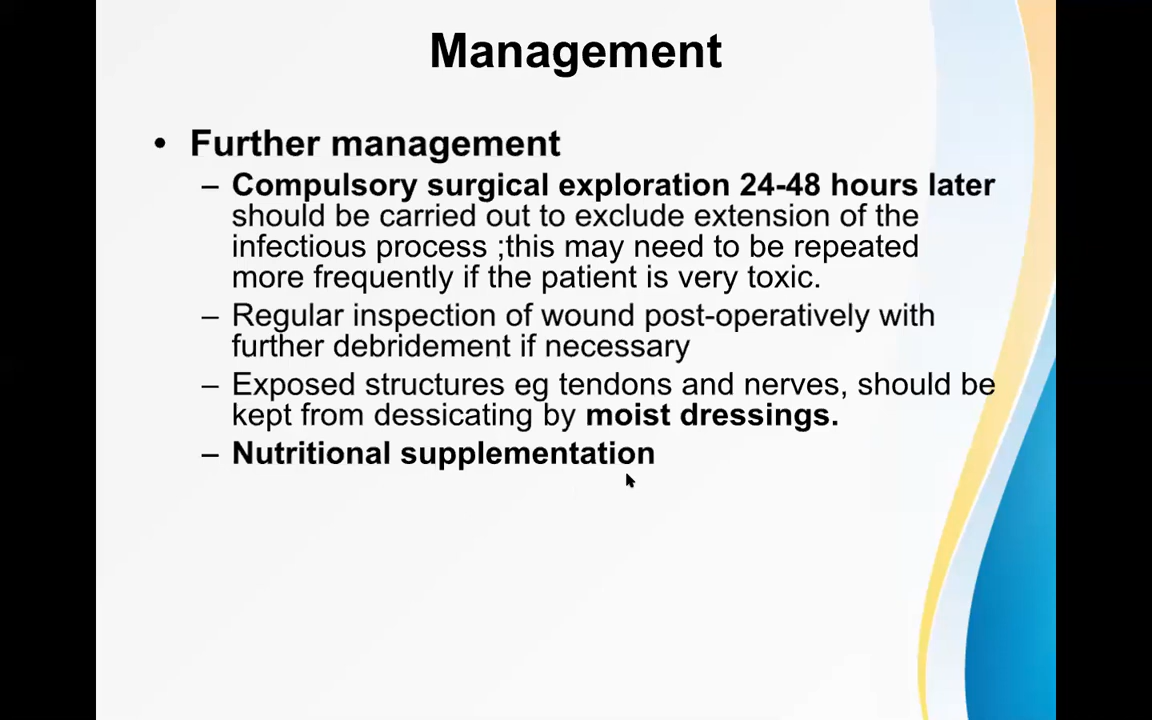 Management
• Further management
– Compulsory surgical exploration 24-48 hours later
should be carried out to exclude extension of the
infectious process ;this may need to be repeated
more frequently if the patient is very toxic.
– Regular inspection of wound post-operatively with
further debridement if necessary
– Exposed structures eg tendons and nerves, should be
kept from dessicating by moist dressings.
– Nutritional supplementation